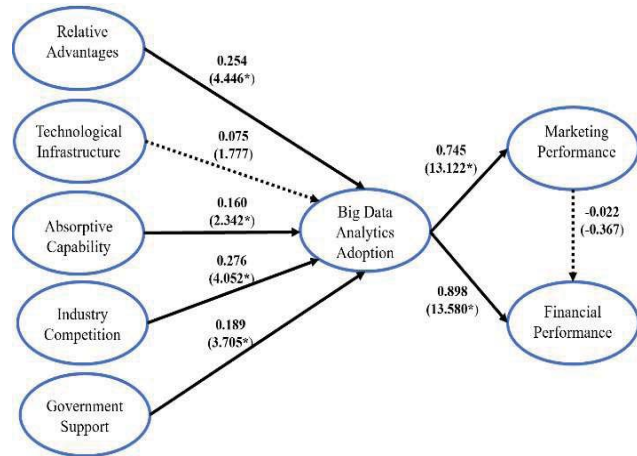 Relative
Advantages
0.254
(4.446*)
Technological
Infrastructure
0.075
(1.777)
Absorptive
Capability
0.160
(2.342*)
Industry
Competition
0.276
(4.052*)
Government
Support
0.189
(3.705*)
Big Data
Analytics
Adoption
0.745
(13.122*)
Marketing
Performance
-0.022
(-0.367)
0.898
(13.580*)
Financial
Performance